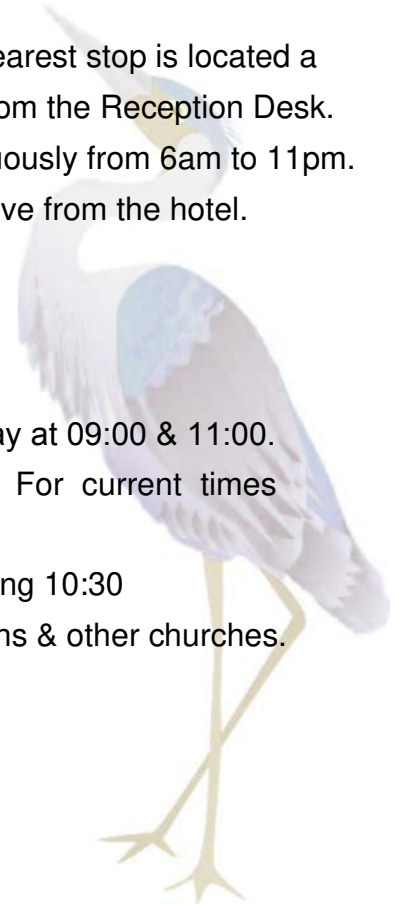 earest stop is located a
om the Reception Desk.
uously from 6am to 11pm.
ve from the hotel.
ay at 09:00 & 11:00.
For current times
ng 10:30
ns & other churches.